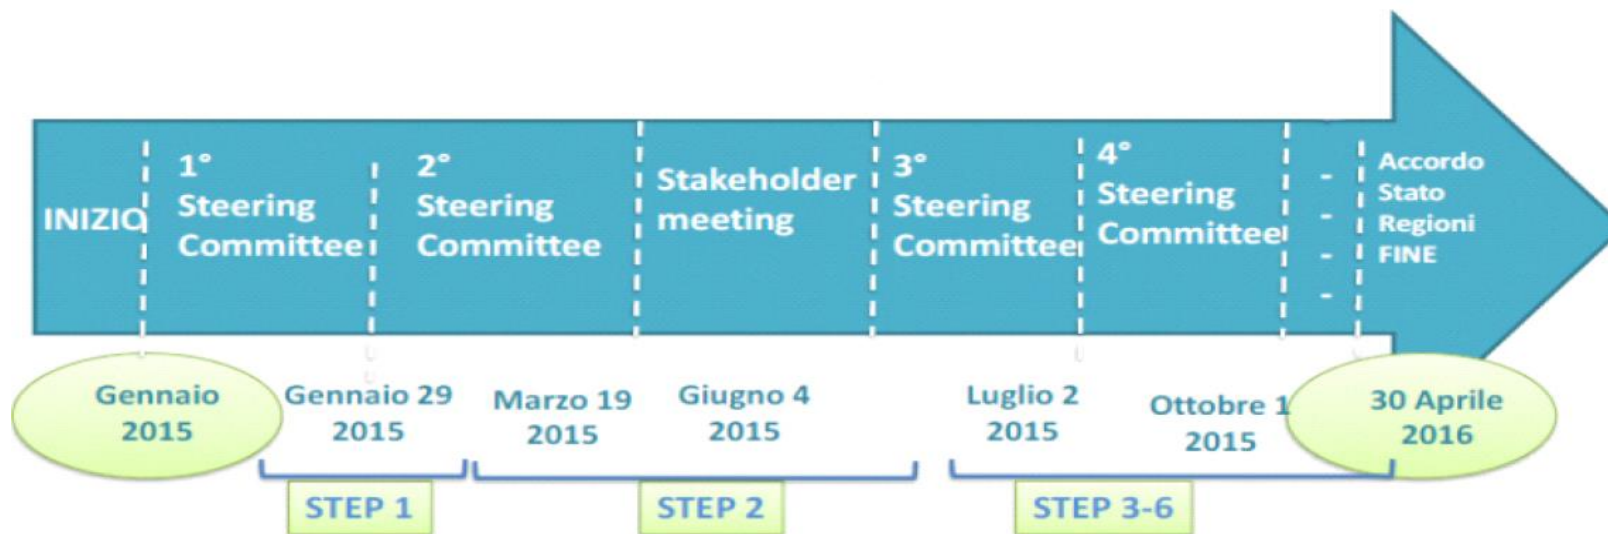 INIZIO
1°
Steering
Committee
2°
Steering
Committee
Stakeholder
meeting
3°
Steering
Committee
4°
Steering
Committee
-
-
-
-
Accordo
Stato
Regioni
FINE
Gennaio
2015
Gennaio 29
2015
Marzo 19
2015
Giugno 4
2015
Luglio 2
2015
Ottobre 1
2015
30 Aprile
2016
STEP 1
STEP 2
STEP 3-6